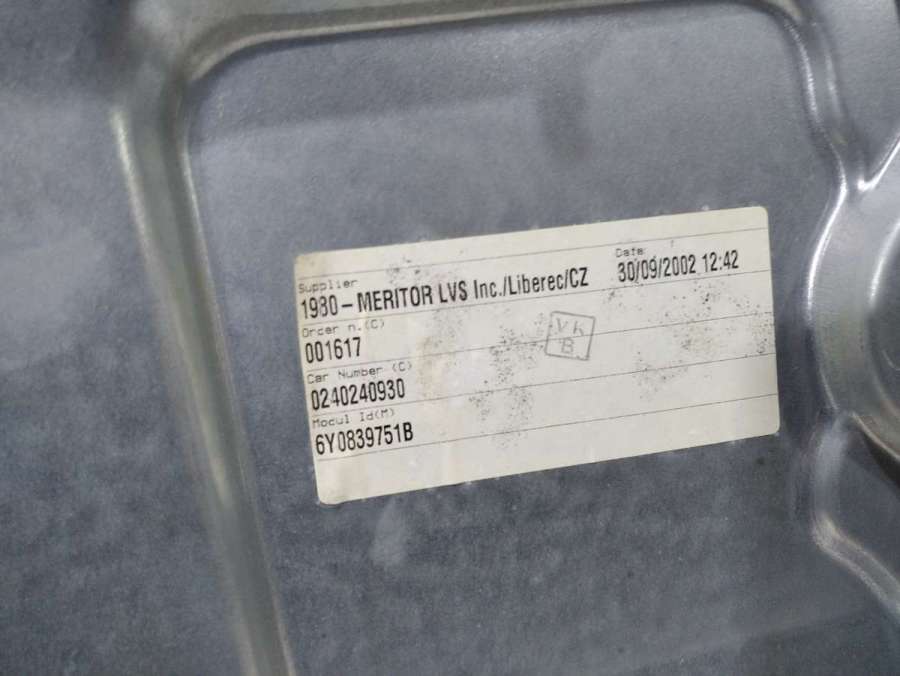 Supplier
1980-MERITOR LVS Inc./Liberec/CZ
Date
30/09/2002 12:42
Order n.(C)
001617
Car Number (C)
0240240930
Modul Id(M)
6Y0839751B
VK
B